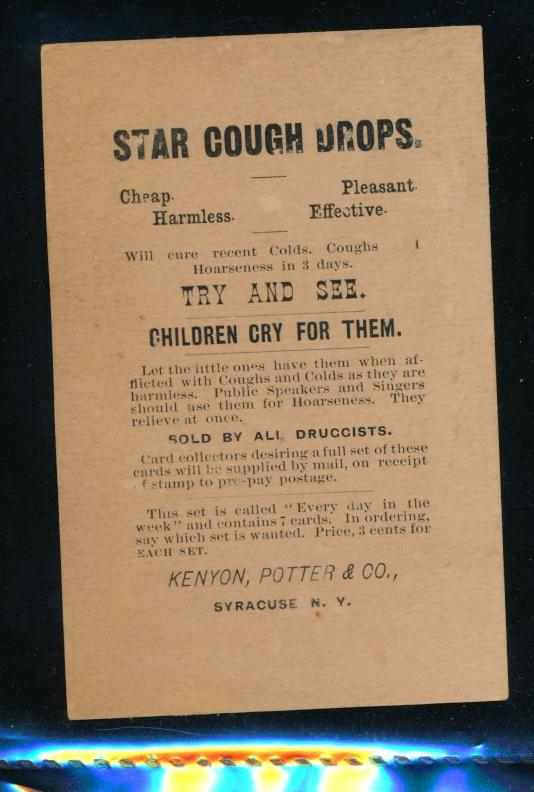 STAR COUGH DROPS.
Cheap. Pleasant.
Harmless. Effective.
Will cure recent Colds. Coughs
Hoarseness in 3 days.
TRY AND SEE.
CHILDREN CRY FOR THEM.
Let the little ones have them when af-
flicted with Coughs and Colds as they are
harmless. Public Speakers and Singers
should use them for Hoarseness. They
relieve at once.
SOLD BY ALL DRUGGISTS.
Card collectors desiring a full set of these
cards will be supplied by mail, on receipt
of stamp to pre-pay postage.
This set is called "Every day in the
week" and contains 7 cards. In ordering,
say which set is wanted. Price, 3 cents for
EACH SET.
KENYON, POTTER & CO.,
SYRACUSE N. Y.